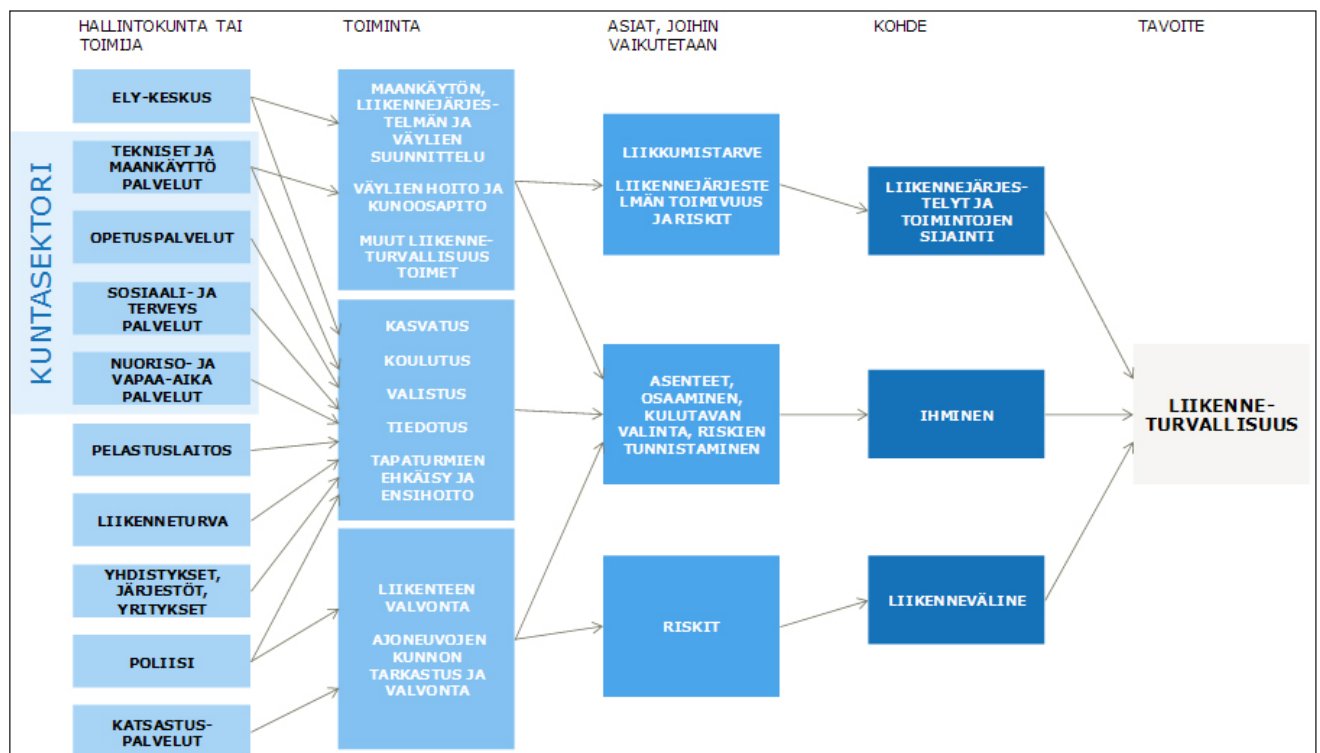 HALLINTOKUNTA TAI
TOIMIJA
TOIMINTA
ASIAT, JOIHIN
VAIKUTETAAN
KOHDE
TAVOITE
KUNTASEKTORI
ELY-KESKUS
TEKNISET JA
MAANKÄYTTÖ
PALVELUT
OPETUSPALVELUT
SOSIAALI- JA
TERVEYS
PALVELUT
NUORISO- JA
VAPAA-AIKA
PALVELUT
PELASTUSLAITOS
LIIKENNETURVA
YHDISTYKSET,
JÄRJESTÖT,
YRITYKSET
POLIISI
KATSASTUS-
PALVELUT
MAANKÄYTÖN,
LIIKENNEJÄRJES-
TELMÄN JA
VÄYLIEN
SUUNNITTELU
VÄYLIEN HOITO JA
KUNOOSAPITO
MUUT LIIKENNE-
TURVALLISUUS
TOIMET
KASVATUS
KOULUTUS
VALISTUS
TIEDOTUS
TAPATURMIEN
EHKÄISY JA
ENSIHOITO
LIIKENTEEN
VALVONTA
AJONEUVOJEN
KUNNON
TARKASTUS JA
VALVONTA
LIIKKUMISTARVE
LIIKENNEJÄRJESTE
LMÄN TOIMIVUUS
JA RISKIT
ASENTEET,
OSAAMINEN,
KULUTAVAN
VALINTA, RISKIEN
TUNNISTAMINEN
RISKIT
LIIKENNEJÄRJES-
TELYT JA
TOIMINTOJEN
SIJAINTI
IHMINEN
LIIKENNEVÄLINE
LIIKENNE-
TURVALLISUUS